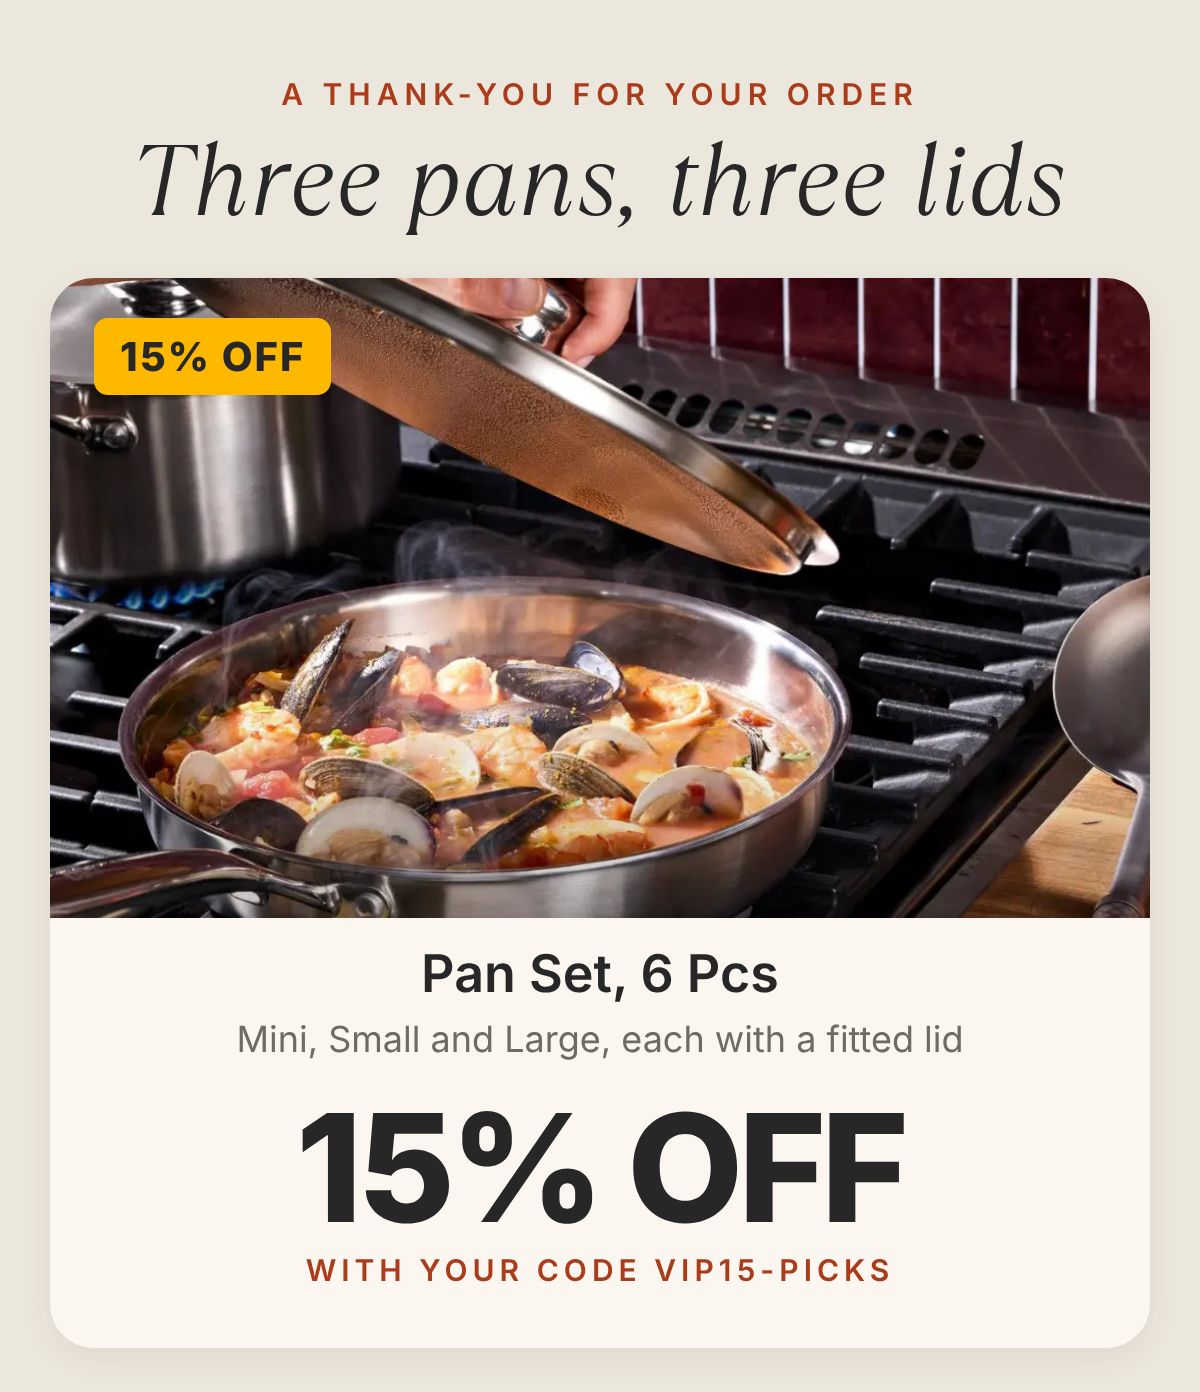 A THANK-YOU FOR YOUR ORDER
Three pans, three lids
15% OFF
Pan Set, 6 Pcs
Mini, Small and Large, each with a fitted lid
15% OFF
WITH YOUR CODE VIP15-PICKS